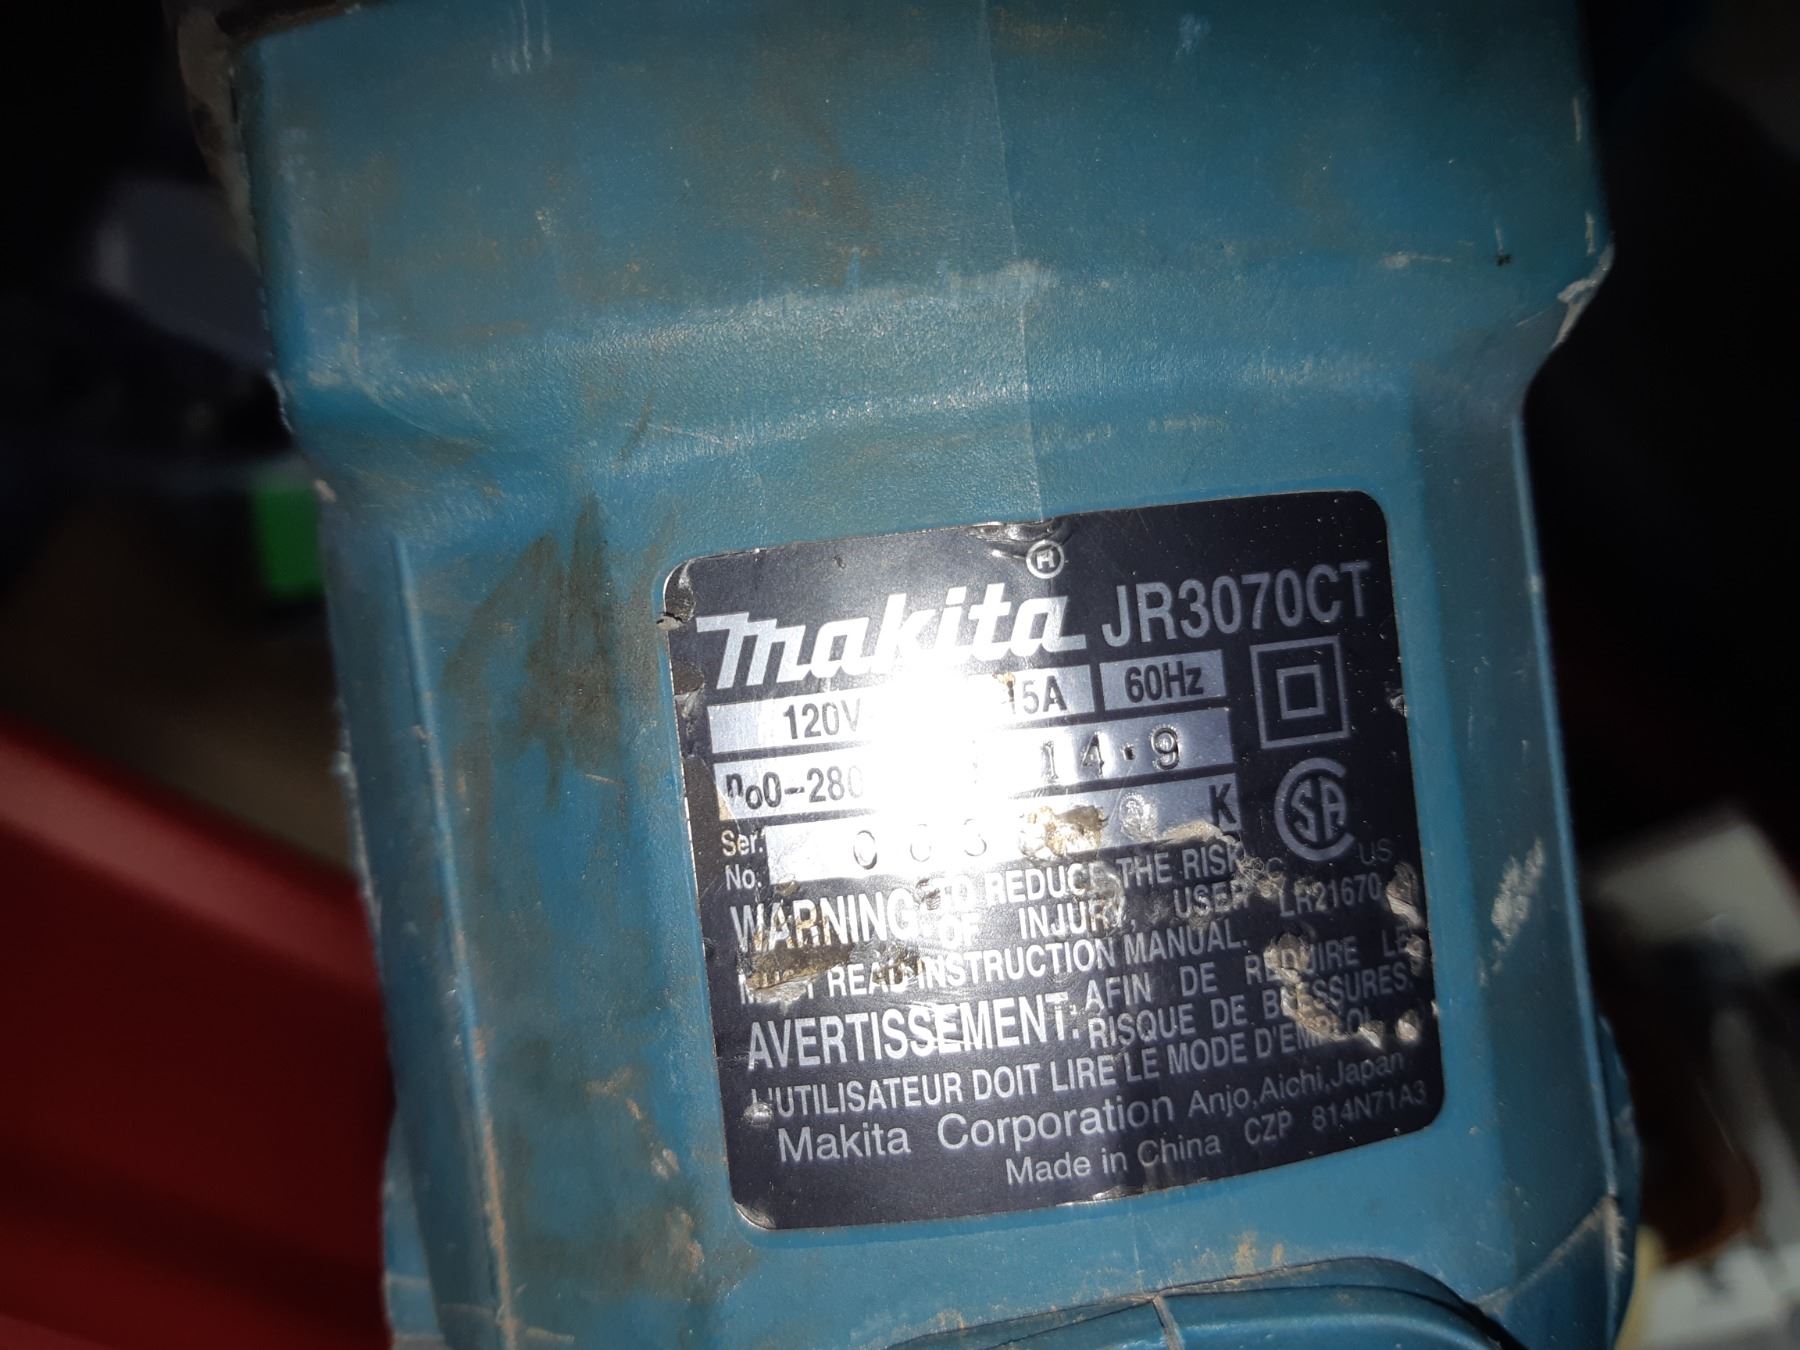 makita® JR3070CT
120V 15A 60Hz
14.9
Ser. No. K
WARNING TO REDUCE THE RISK
OF INJURY, USER
MUST READ INSTRUCTION MANUAL.
LR21670
C US
AVERTISSEMENT: AFIN DE REDUIRE LE
RISQUE DE BLESSURES.
L'UTILISATEUR DOIT LIRE LE MODE D'EMPLOI.
Makita Corporation Anjo,Aichi,Japan
Made in China CZP 814N71A3